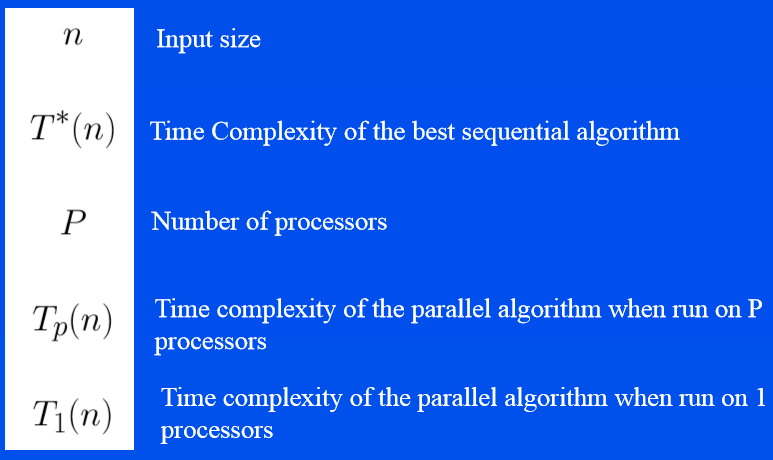 n Input size
T*(n) Time Complexity of the best sequential algorithm
P Number of processors
Tp(n) Time complexity of the parallel algorithm when run on P
processors
T1(n) Time complexity of the parallel algorithm when run on 1
processors